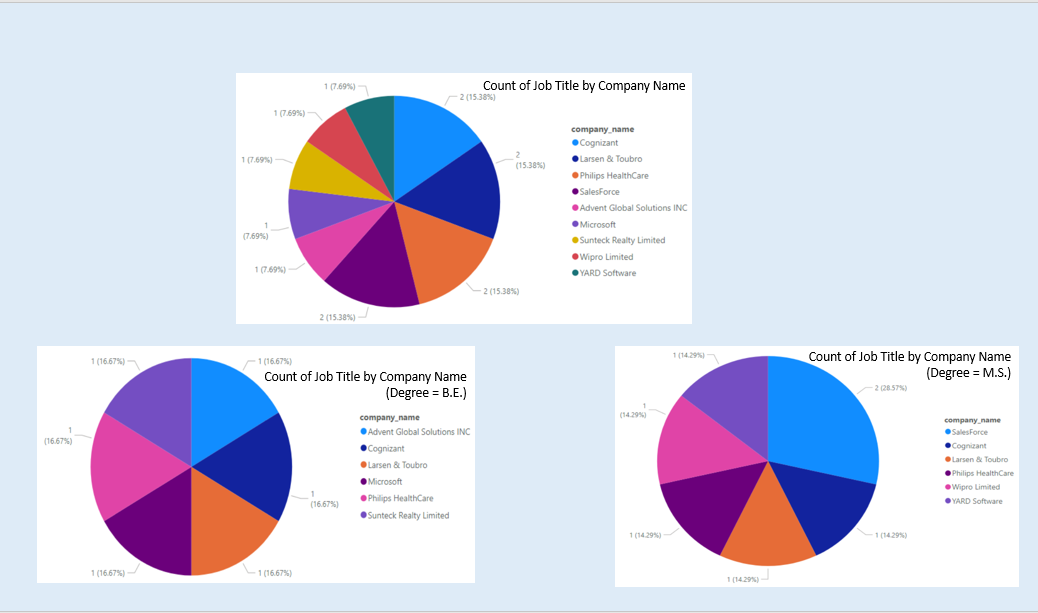 Count of Job Title by Company Name
1 (7.69%)
2 (15.38%)
1 (7.69%)
2
(15.38%)
1 (7.69%)
1
(7.69%)
1 (7.69%)
2 (15.38%)
2 (15.38%)
company_name
Cognizant
Larsen & Toubro
Philips HealthCare
SalesForce
Advent Global Solutions INC
Microsoft
Sunteck Realty Limited
Wipro Limited
YARD Software
Count of Job Title by Company Name
(Degree = B.E.)
1 (16.67%)
1 (16.67%)
1
(16.67%)
1
(16.67%)
1 (16.67%)
1 (16.67%)
company_name
Advent Global Solutions INC
Cognizant
Larsen & Toubro
Microsoft
Philips HealthCare
Sunteck Realty Limited
Count of Job Title by Company Name
(Degree = M.S.)
1 (14.29%)
2 (28.57%)
1
(14.29%)
1 (14.29%)
1 (14.29%)
1 (14.29%)
company_name
SalesForce
Cognizant
Larsen & Toubro
Philips HealthCare
Wipro Limited
YARD Software